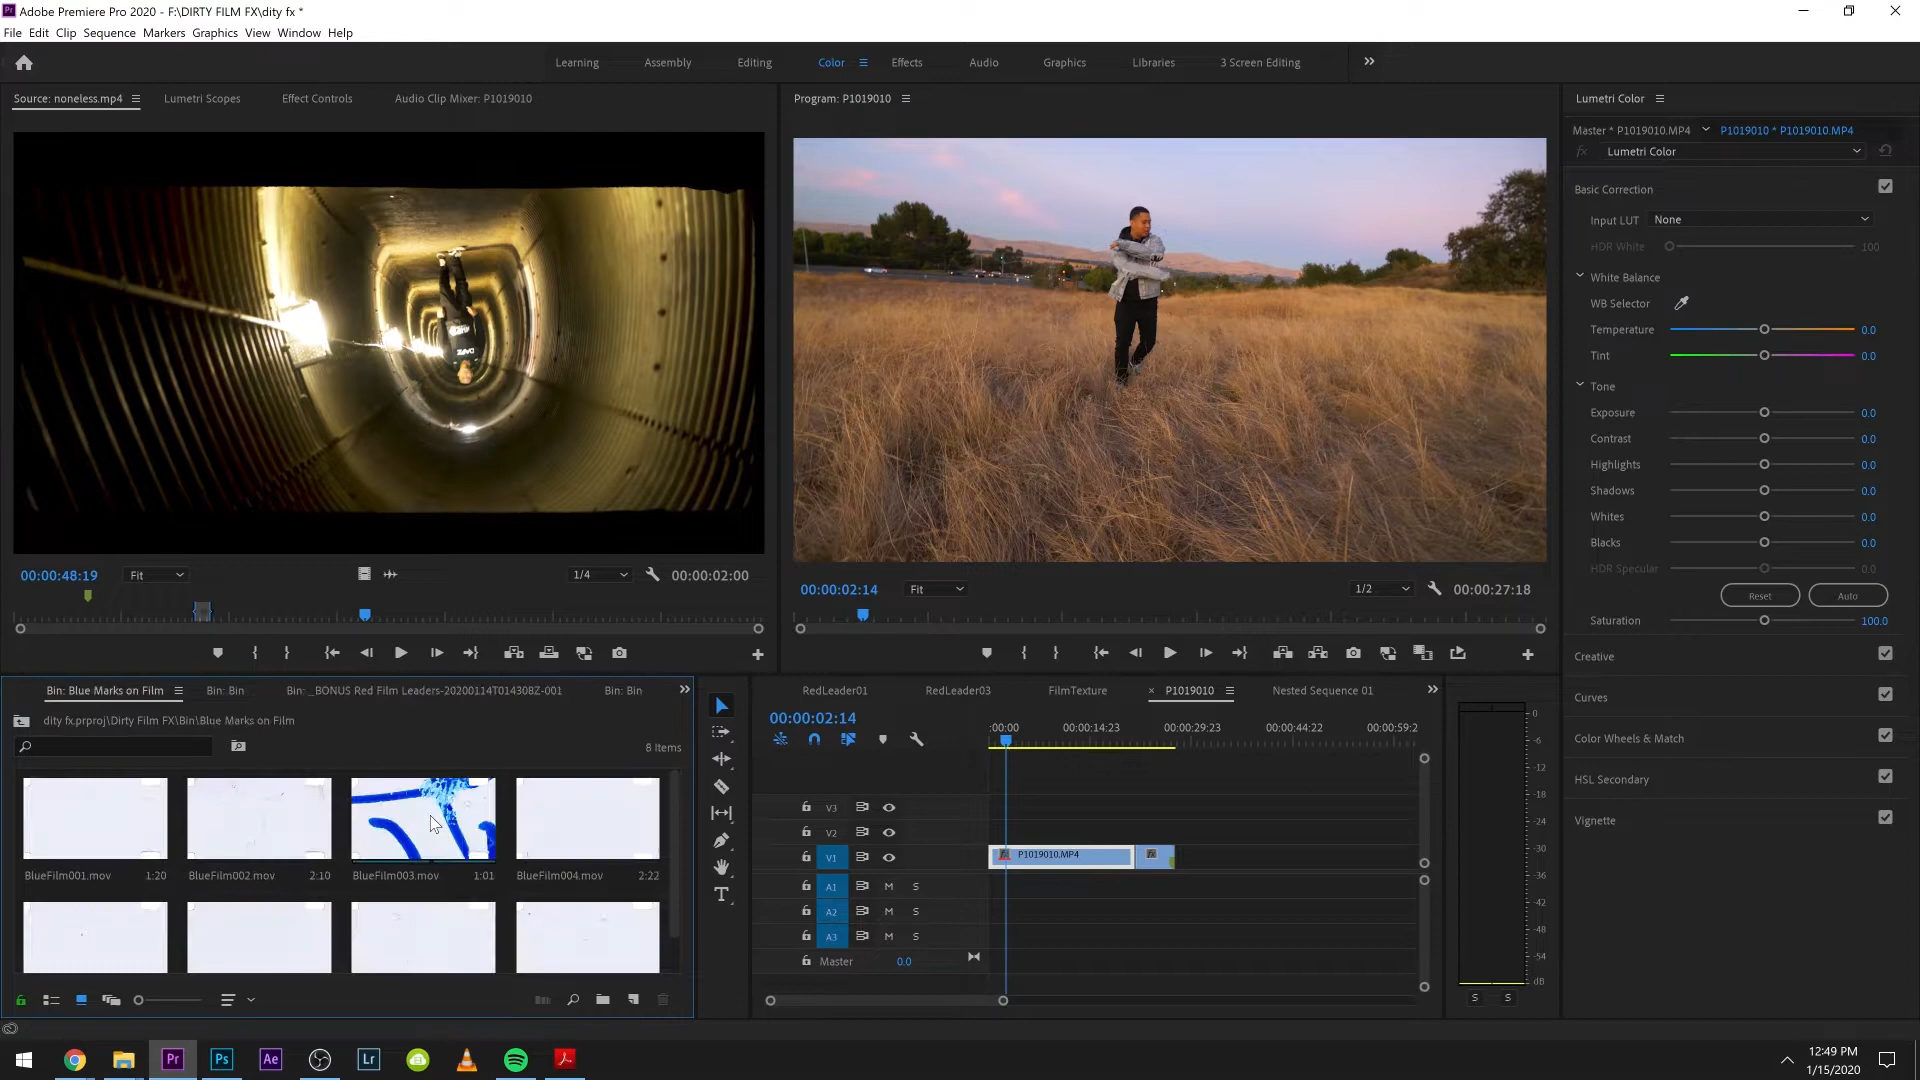 Adobe Premiere Pro 2020 - F:\DIRTY FILM FX\dity fx *
File Edit Clip Sequence Markers Graphics View Window Help
Learning Assembly Editing Color Effects Audio Graphics Libraries 3 Screen Editing
Source: noneless.mp4 Lumetri Scopes Effect Controls Audio Clip Mixer: P1019010
Program: P1019010
Lumetri Color
Master * P1019010.MP4 P1019010 * P1019010.MP4
fx Lumetri Color
Basic Correction
Input LUT None
HDR White 100
White Balance
WB Selector
Temperature 0.0
Tint 0.0
Tone
Exposure 0.0
Contrast 0.0
Highlights 0.0
Shadows 0.0
Whites 0.0
Blacks 0.0
HDR Specular 0.0
Reset Auto
Saturation 100.0
Creative
Curves
Color Wheels & Match
HSL Secondary
Vignette
00:00:48:19 Fit 1/4 00:00:02:00
00:00:02:14 Fit 1/2 00:00:27:18
Bin: Blue Marks on Film Bin: Bin Bin: _BONUS Red Film Leaders-20200114T014308Z-001 Bin: Bin
dity fx.prproj\Dirty Film FX\Bin\Blue Marks on Film
8 Items
BlueFilm001.mov 1:20
BlueFilm002.mov 2:10
BlueFilm003.mov 1:01
BlueFilm004.mov 2:22
RedLeader01 RedLeader03 FilmTexture × P1019010 Nested Sequence 01
00:00:02:14
:00:00 00:00:14:23 00:00:29:23 00:00:44:22 00:00:59:2
V3
V2
V1 P1019010.MP4
A1 M S
A2 M S
A3 M S
Master 0.0
0
-6
-12
-18
-24
-30
-36
-42
-48
-54
dB
S S
Pr Ps Ae Lr
12:49 PM
1/15/2020